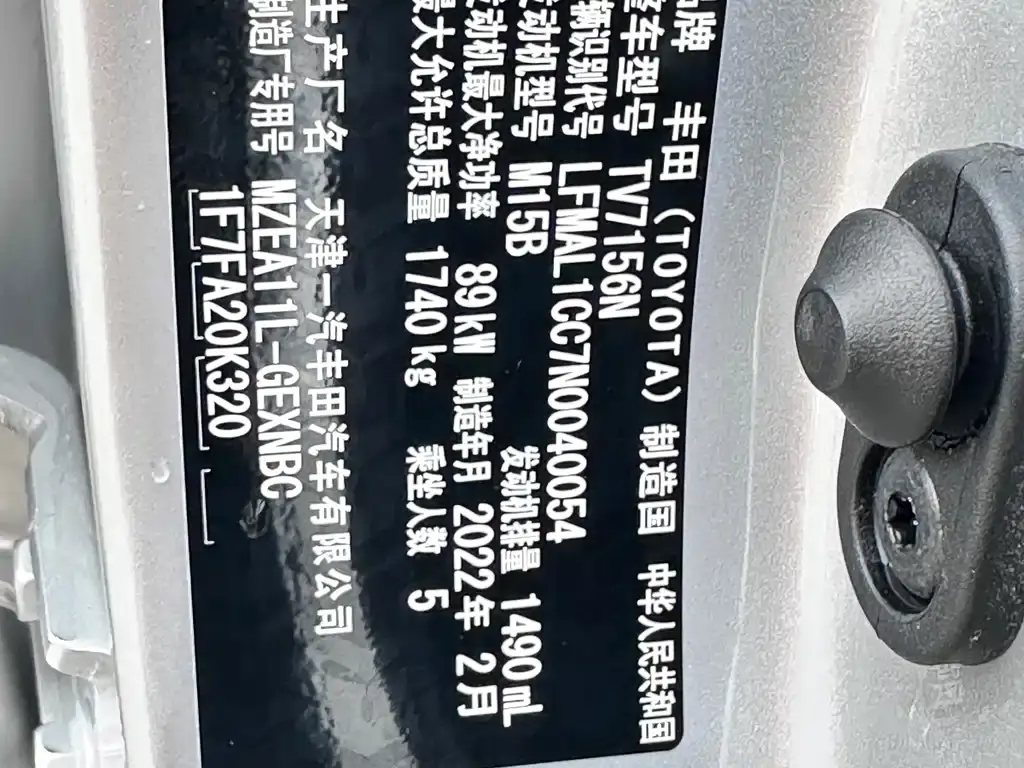 品牌 丰田 (TOYOTA) 制造国 中华人民共和国
整车型号 TV7156N
车辆识别代号 LFMAL1CC7N0040054
发动机型号 M15B 发动机排量 1490mL
发动机最大净功率 89kW 制造年月 2022年 2月
最大允许总质量 1740kg 乘坐人数 5
生产厂名 天津一汽丰田汽车有限公司
制造厂专用号 MZEA11L-GEXNBC
1F7FA20K320